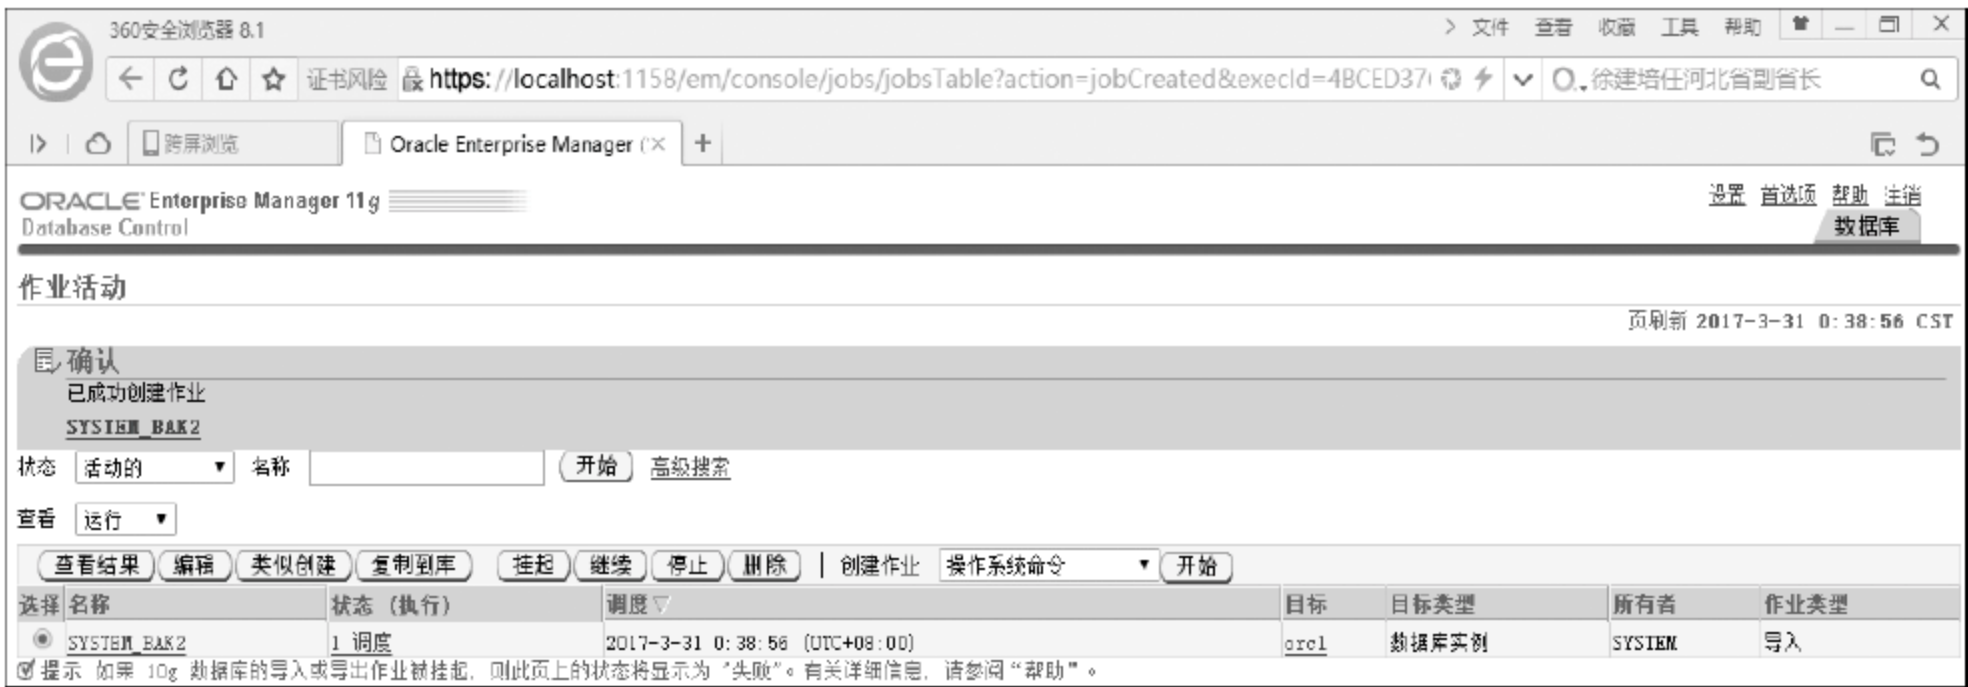 360安全浏览器 8.1
文件 查看 收藏 工具 帮助
证书风险 https://localhost:1158/em/console/jobs/jobsTable?action=jobCreated&execId=4BCED37 徐建培任河北省副省长
跨屏浏览 Oracle Enterprise Manager (
ORACLE Enterprise Manager 11g
设置 首选项 帮助 注销
Database Control
数据库
作业活动
页刷新 2017-3-31 0:38:56 CST
确认
已成功创建作业
SYSTEM_BAK2
状态 活动的 名称 开始 高级搜索
查看 运行
查看结果 编辑 类似创建 复制到库 挂起 继续 停止 删除 | 创建作业 操作系统命令 开始
选择 名称 状态 (执行) 调度 目标 目标类型 所有者 作业类型
SYSTEM_BAK2 1 调度 2017-3-31 0:38:56 (UTC+08:00) orcl 数据库实例 SYSTEM 导入
提示 如果 10g 数据库的导入或导出作业被挂起, 则此页上的状态将显示为 "失败"。有关详细信息, 请参阅 "帮助" 。